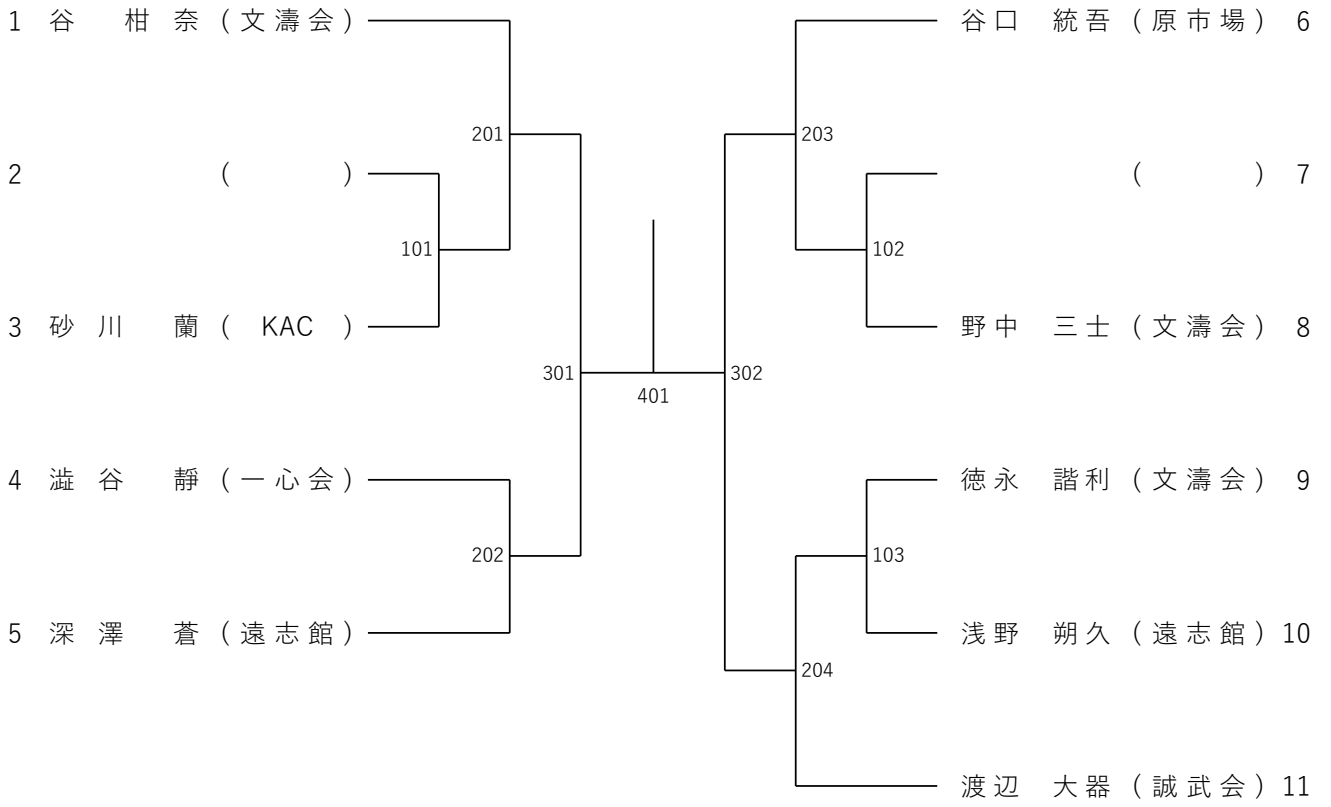 1 谷 柑奈 (文濤会)
201
2 ( )
101
3 砂川 蘭 ( KAC )
301
4 澁谷 靜 (一心会)
202
5 深澤 蒼 (遠志館)
401
谷口 統吾 (原市場) 6
203
( ) 7
102
野中 三士 (文濤会) 8
302
徳永 諧利 (文濤会) 9
103
浅野 朔久 (遠志館) 10
204
渡辺 大器 (誠武会) 11